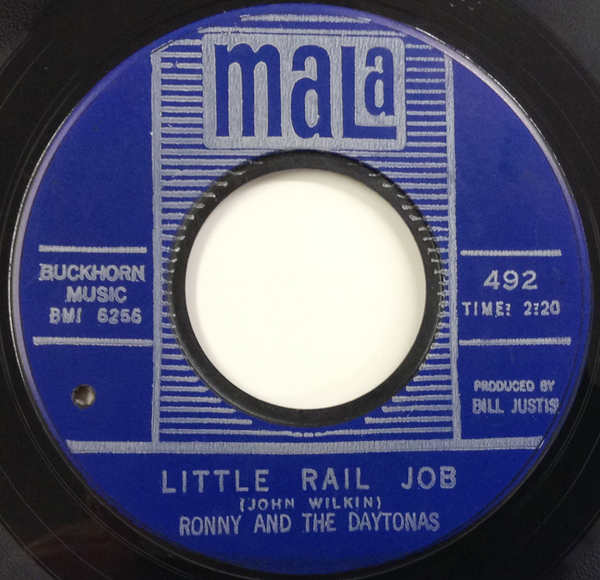 mala
BUCKHORN
MUSIC
BMI 6256
492
TIME: 2:20
PRODUCED BY
BILL JUSTIS
LITTLE RAIL JOB
(JOHN WILKIN)
RONNY AND THE DAYTONAS